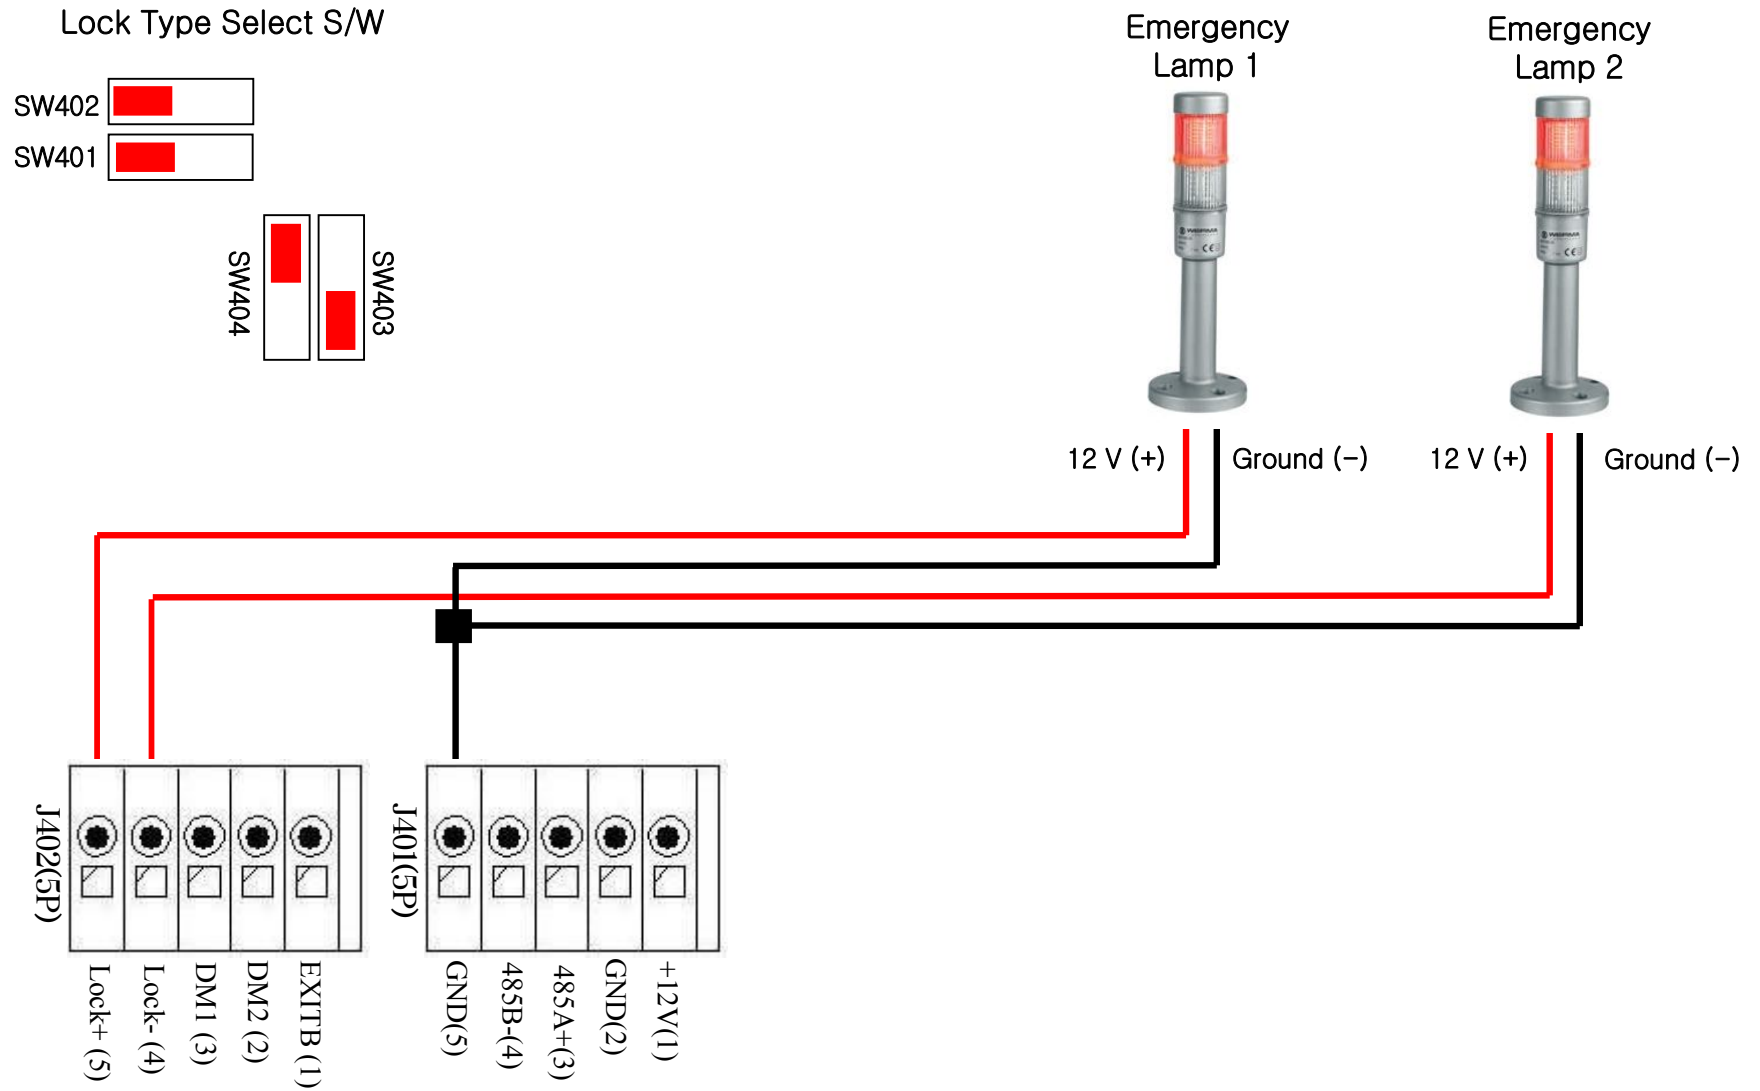 Lock Type Select S/W
SW402
SW401
SW404
SW403
Emergency
Lamp 1
Emergency
Lamp 2
12 V (+)
Ground (-)
12 V (+)
Ground (-)
J402(5P)
Lock+ (5)
Lock- (4)
DM1 (3)
DM2 (2)
EXITB (1)
J401(5P)
GND(5)
485B-(4)
485A+(3)
GND(2)
+12V(1)